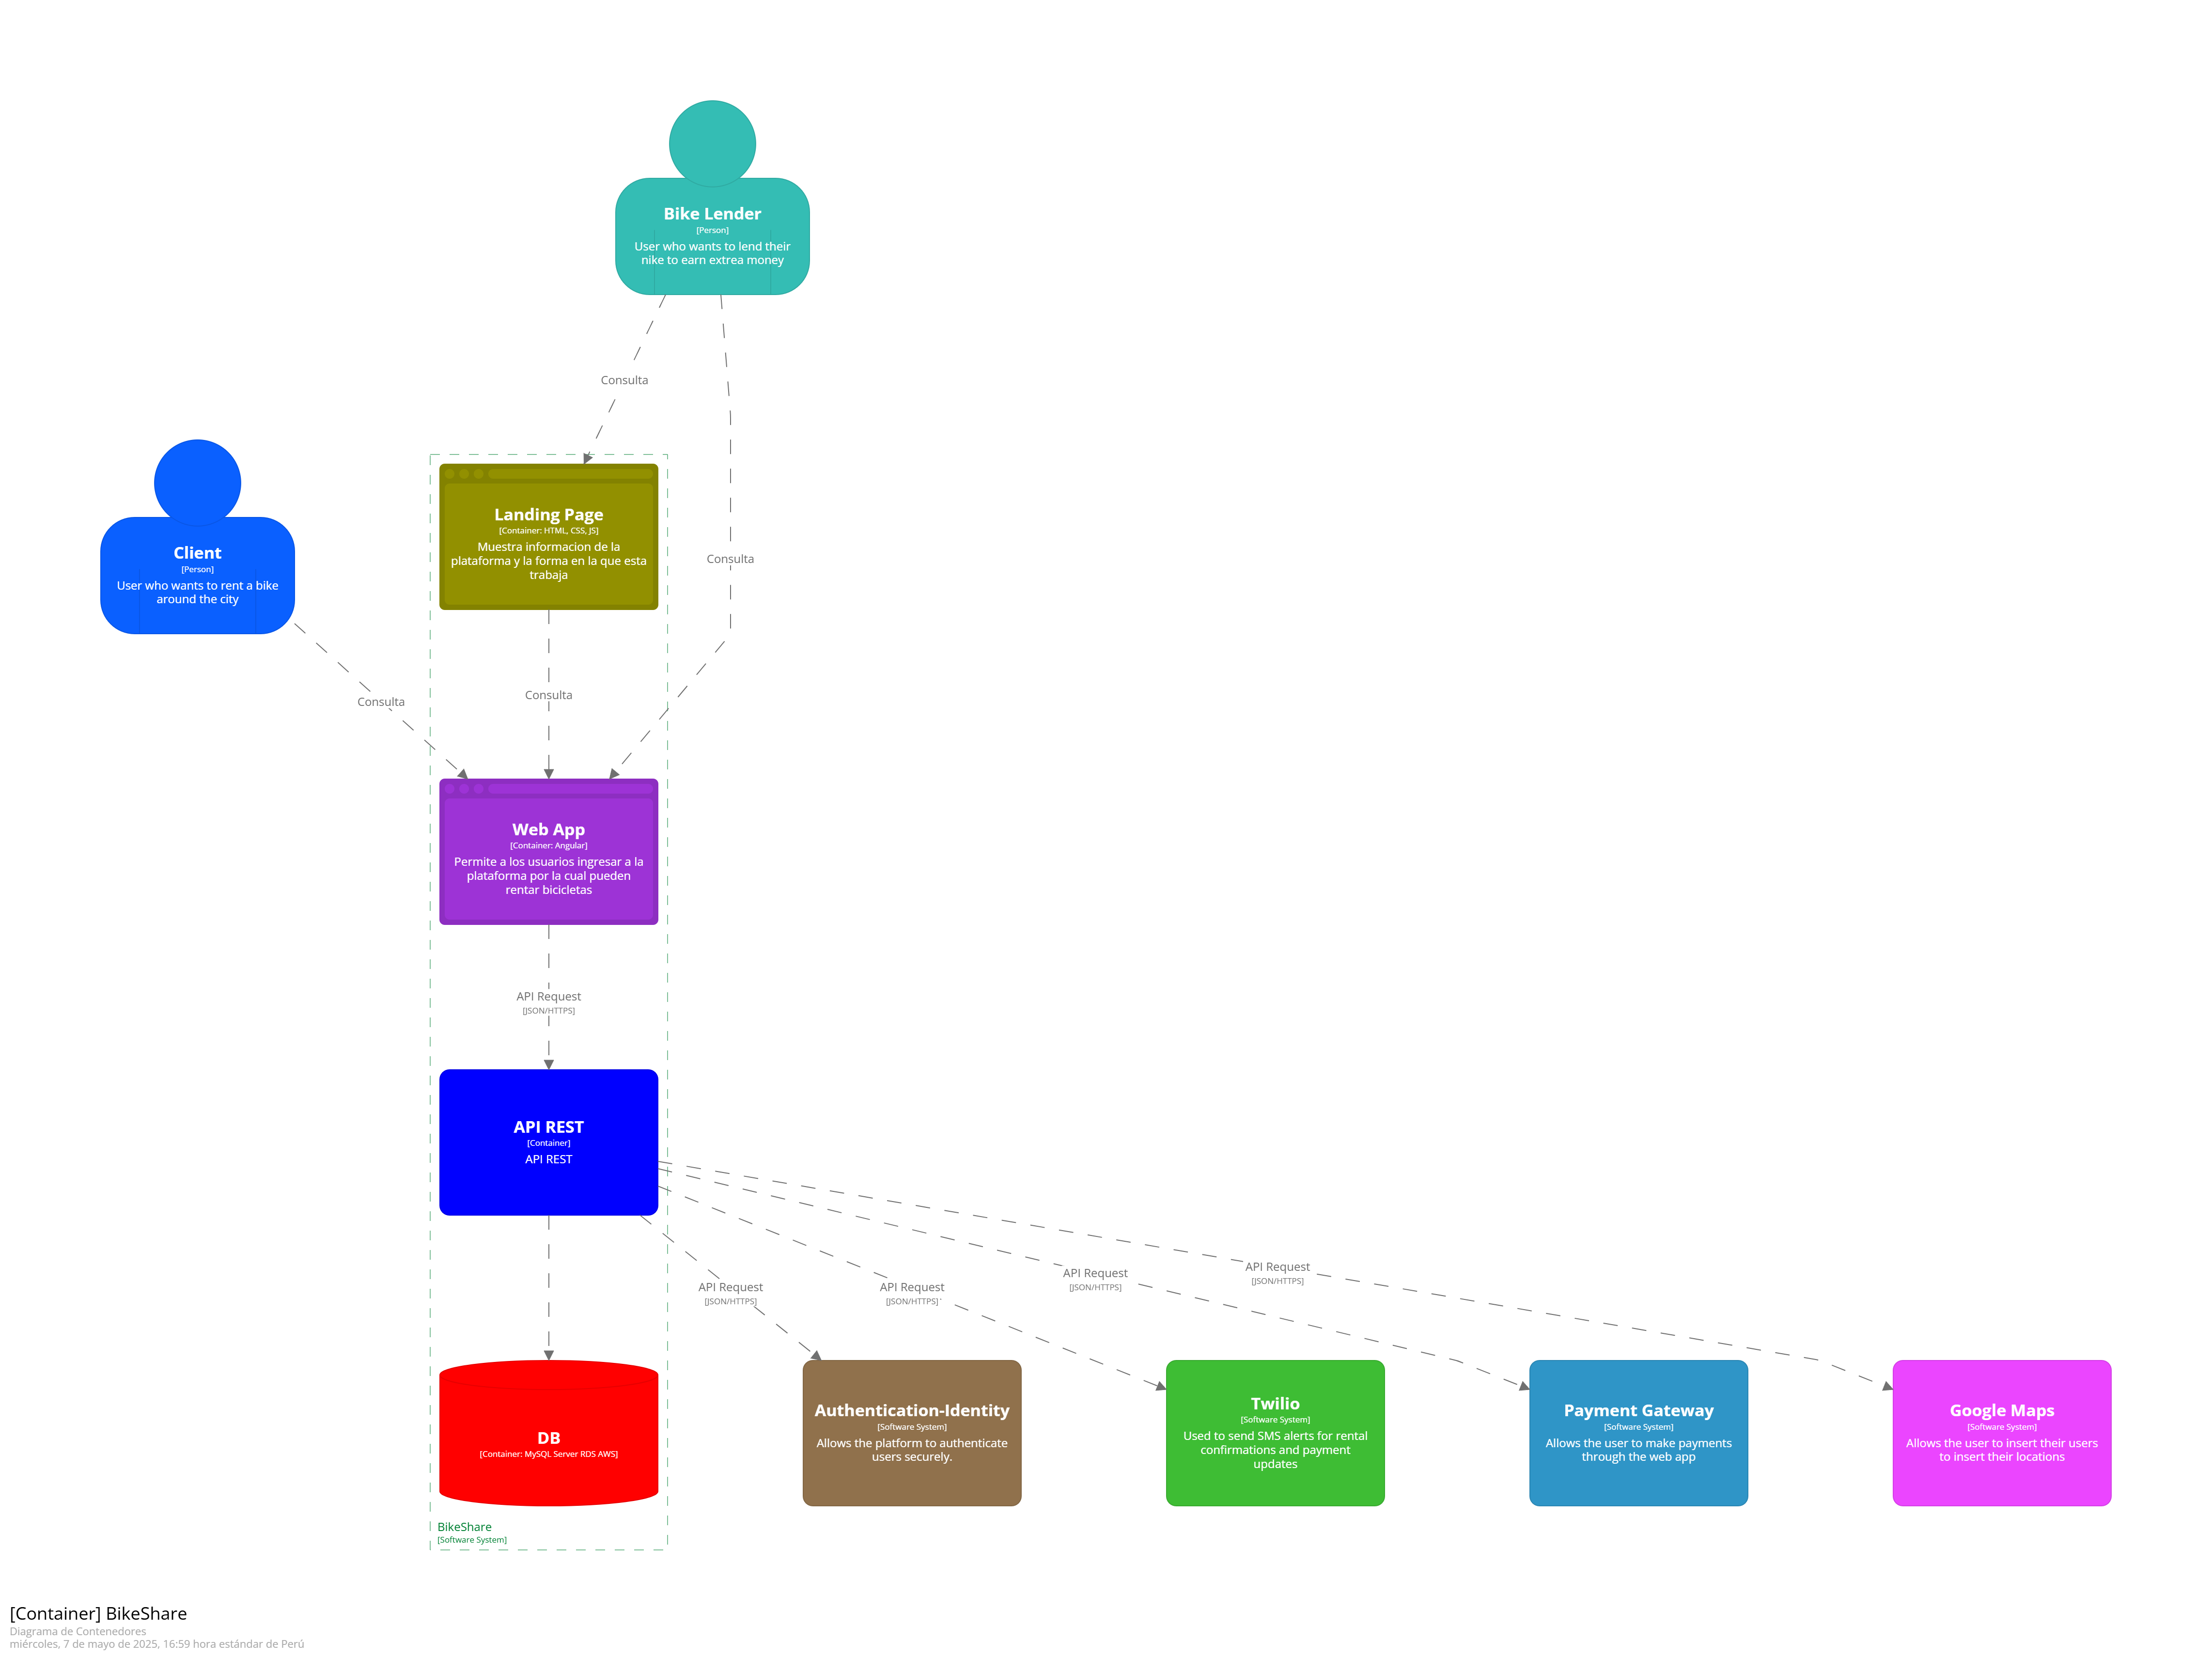 Bike Lender
[Person]
User who wants to lend their
nike to earn extrea money
Consulta
Client
[Person]
User who wants to rent a bike
around the city
Landing Page
[Container: HTML, CSS, JS]
Muestra informacion de la
plataforma y la forma en la que esta
trabaja
Consulta
Consulta
Consulta
Web App
[Container: Angular]
Permite a los usuarios ingresar a la
plataforma por la cual pueden
rentar bicicletas
API Request
[JSON/HTTPS]
API REST
[Container]
API REST
API Request
[JSON/HTTPS]
API Request
[JSON/HTTPS]
API Request
[JSON/HTTPS]
API Request
[JSON/HTTPS]
DB
[Container: MySQL Server RDS AWS]
Authentication-Identity
[Software System]
Allows the platform to authenticate
users securely.
Twilio
[Software System]
Used to send SMS alerts for rental
confirmations and payment
updates
Payment Gateway
[Software System]
Allows the user to make payments
through the web app
Google Maps
[Software System]
Allows the user to insert their users
to insert their locations
BikeShare
[Software System]
[Container] BikeShare
Diagrama de Contenedores
miércoles, 7 de mayo de 2025, 16:59 hora estándar de Perú